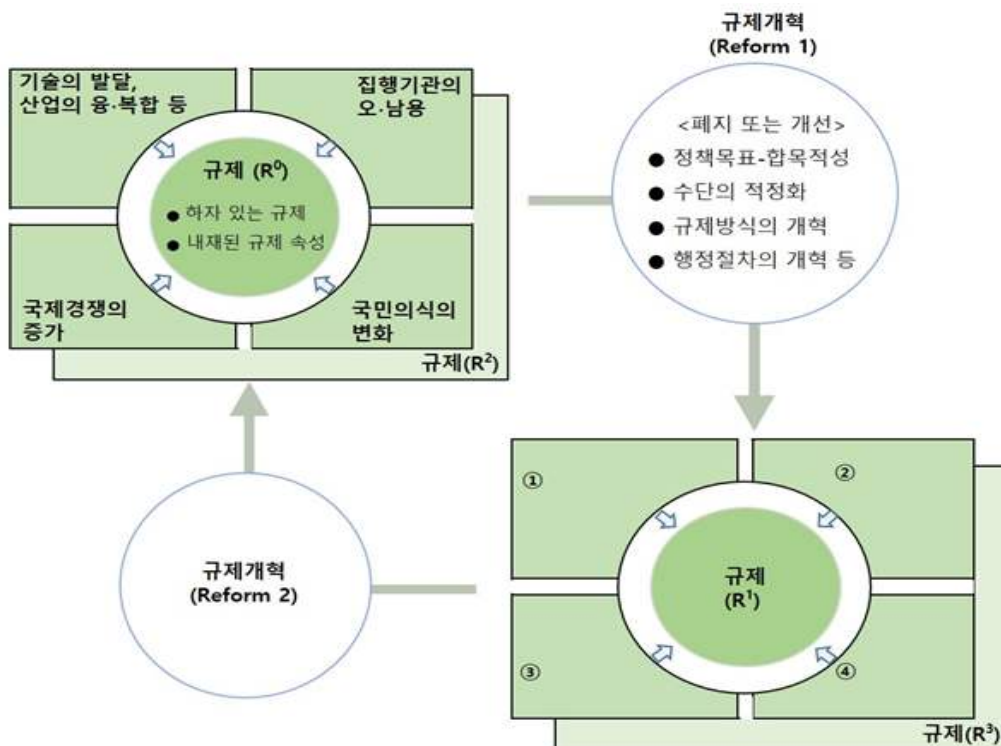 기술의 발달,
산업의 융·복합 등
집행기관의
오·남용
규제 (R⁰)
● 하자 있는 규제
● 내재된 규제 속성
국제경쟁의
증가
국민의식의
변화
규제(R²)
규제개혁
(Reform 1)
<폐지 또는 개선>
● 정책목표-합목적성
● 수단의 적정화
● 규제방식의 개혁
● 행정절차의 개혁 등
①
②
규제
(R¹)
③
④
규제(R³)
규제개혁
(Reform 2)